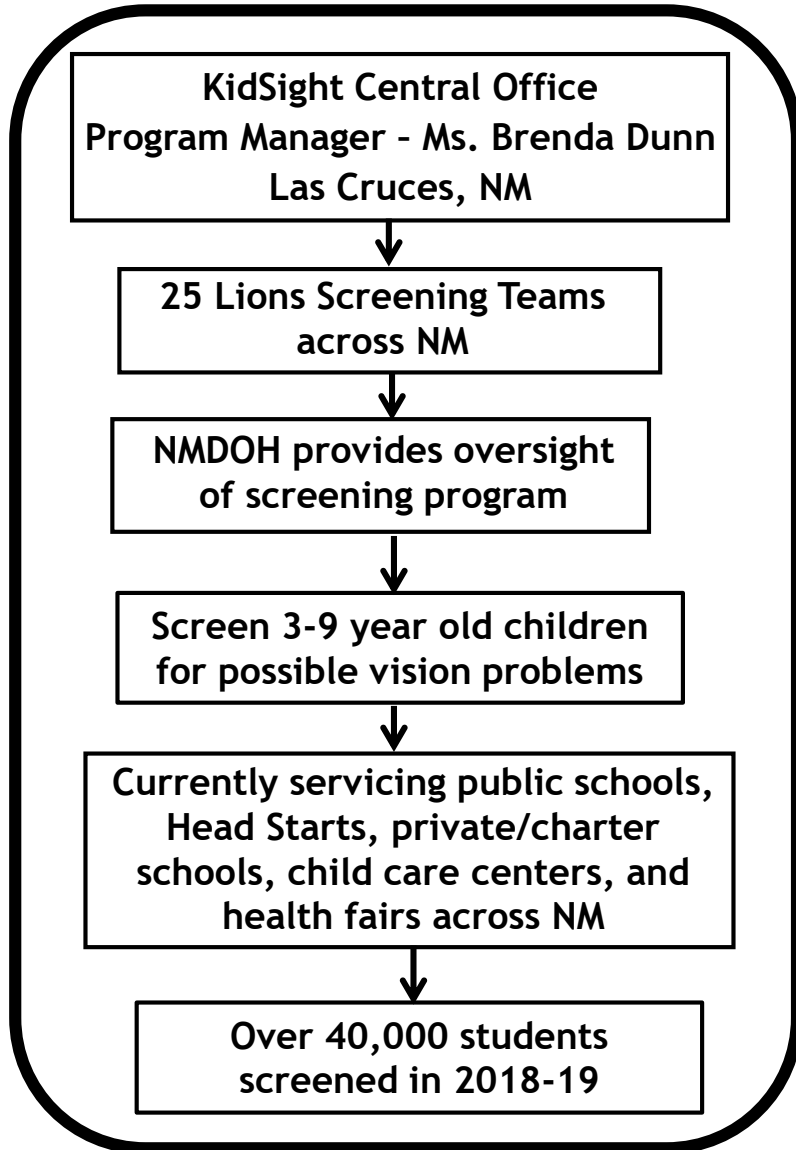 KidSight Central Office
Program Manager – Ms. Brenda Dunn
Las Cruces, NM
25 Lions Screening Teams
across NM
NMDOH provides oversight
of screening program
Screen 3-9 year old children
for possible vision problems
Currently servicing public schools,
Head Starts, private/charter
schools, child care centers, and
health fairs across NM
Over 40,000 students
screened in 2018-19